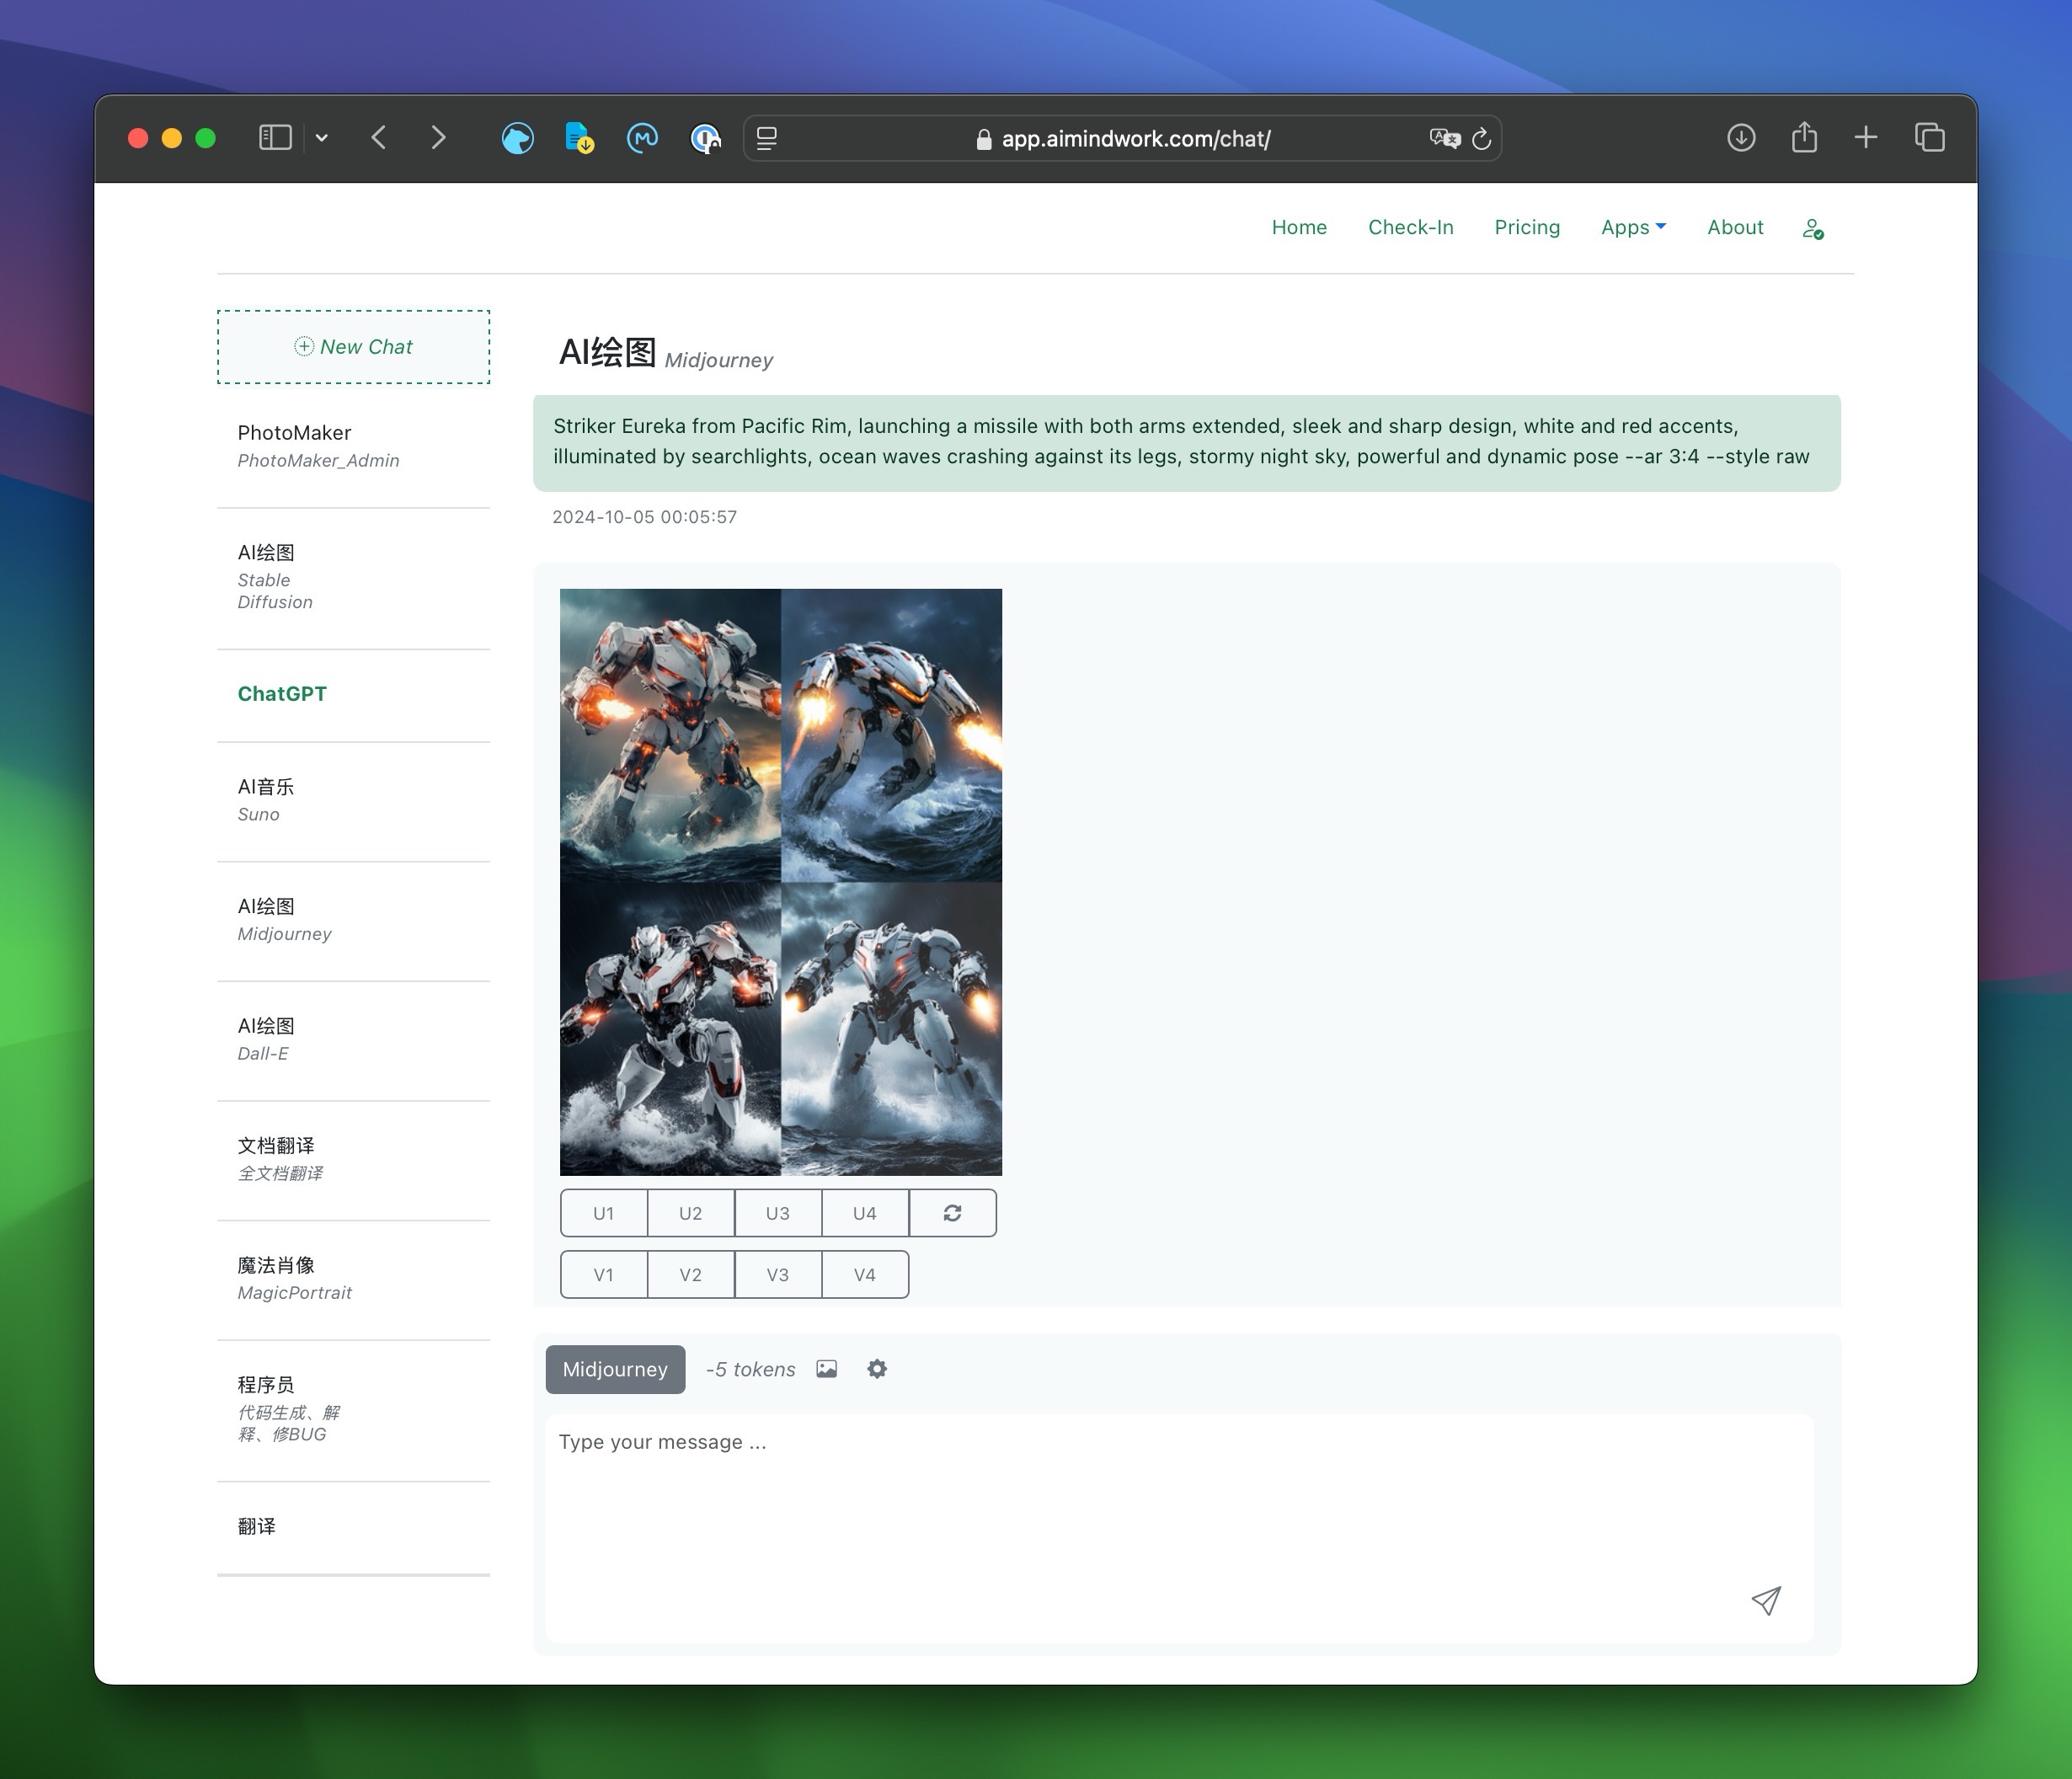 app.aimindwork.com/chat/
Home Check-In Pricing Apps About
New Chat
PhotoMaker
PhotoMaker_Admin
AI绘图
Stable
Diffusion
ChatGPT
AI音乐
Suno
AI绘图
Midjourney
AI绘图
Dall-E
文档翻译
全文档翻译
魔法肖像
MagicPortrait
程序员
代码生成、解
释、修BUG
翻译
AI绘图 Midjourney
Striker Eureka from Pacific Rim, launching a missile with both arms extended, sleek and sharp design, white and red accents,
illuminated by searchlights, ocean waves crashing against its legs, stormy night sky, powerful and dynamic pose --ar 3:4 --style raw
2024-10-05 00:05:57
U1 U2 U3 U4
V1 V2 V3 V4
Midjourney -5 tokens
Type your message ...